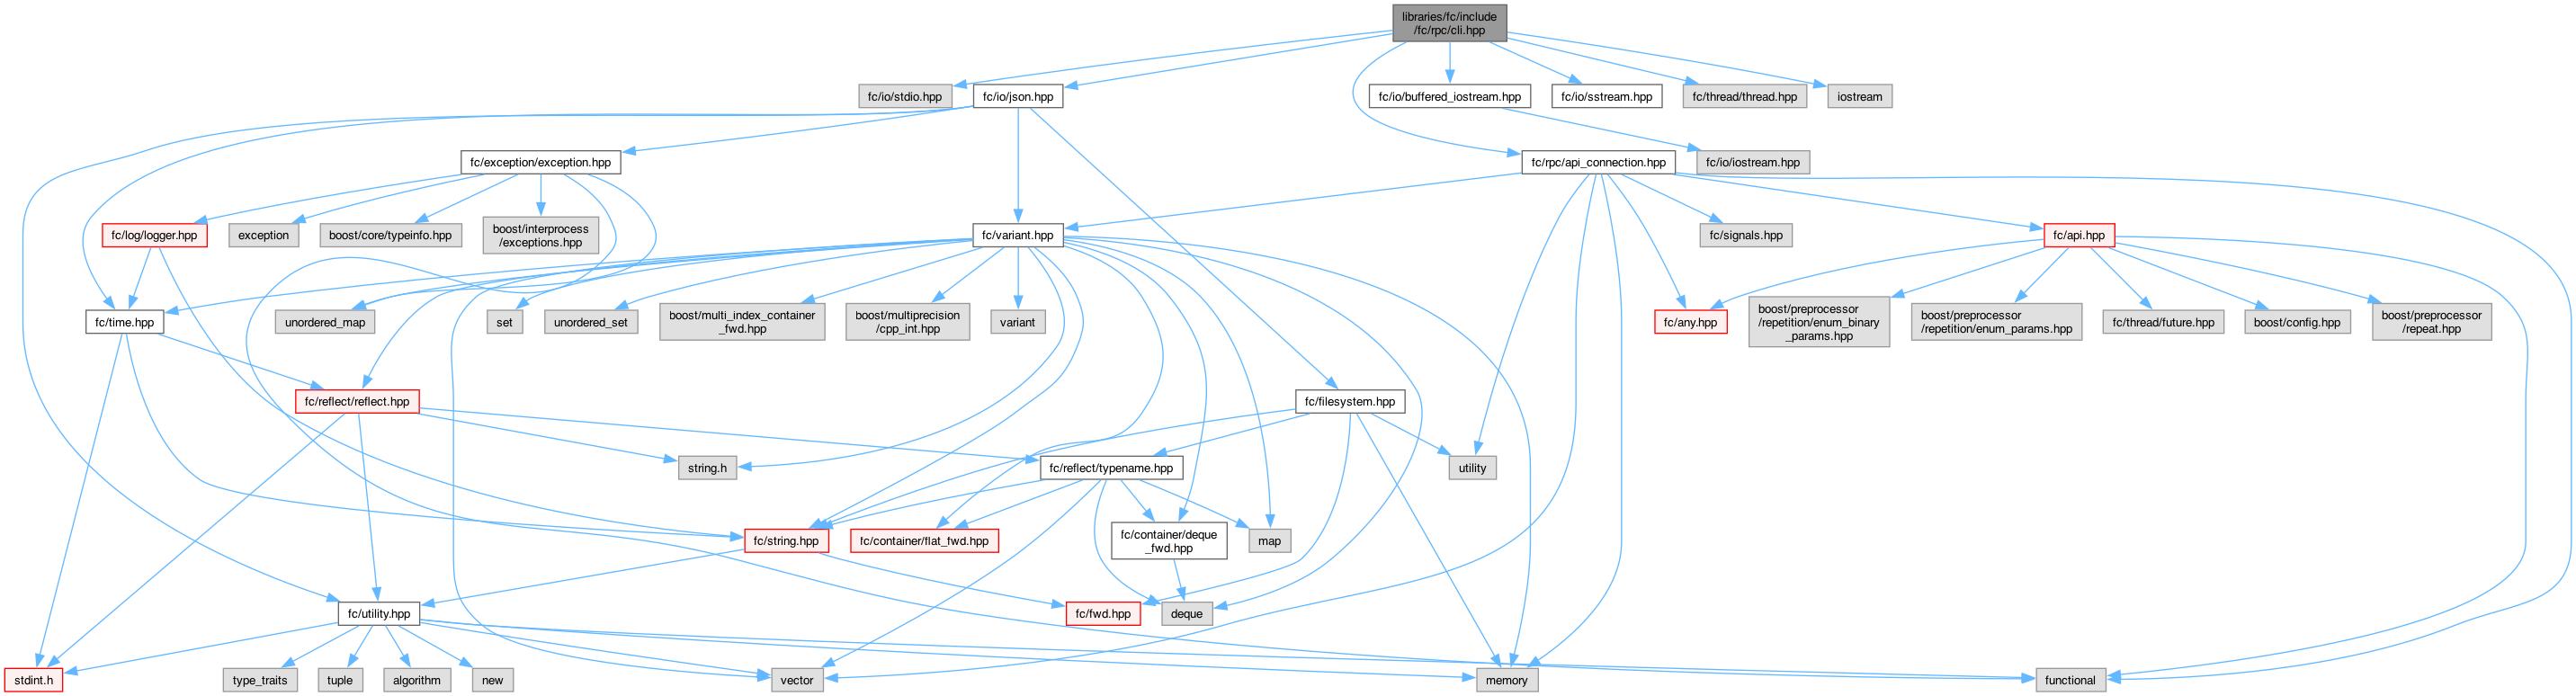 libraries/fc/include
/fc/rpc/cli.hpp
fc/io/stdio.hpp
fc/io/json.hpp
fc/io/buffered_iostream.hpp
fc/io/sstream.hpp
fc/thread/thread.hpp
iostream
fc/exception/exception.hpp
fc/rpc/api_connection.hpp
fc/io/iostream.hpp
fc/log/logger.hpp
exception
boost/core/typeinfo.hpp
boost/interprocess
/exceptions.hpp
fc/variant.hpp
fc/signals.hpp
fc/api.hpp
fc/time.hpp
unordered_map
set
unordered_set
boost/multi_index_container
_fwd.hpp
boost/multiprecision
/cpp_int.hpp
variant
fc/any.hpp
boost/preprocessor
/repetition/enum_binary
_params.hpp
boost/preprocessor
/repetition/enum_params.hpp
fc/thread/future.hpp
boost/config.hpp
boost/preprocessor
/repeat.hpp
fc/reflect/reflect.hpp
fc/filesystem.hpp
string.h
fc/reflect/typename.hpp
utility
fc/string.hpp
fc/container/flat_fwd.hpp
fc/container/deque
_fwd.hpp
map
fc/utility.hpp
fc/fwd.hpp
deque
stdint.h
type_traits
tuple
algorithm
new
vector
memory
functional